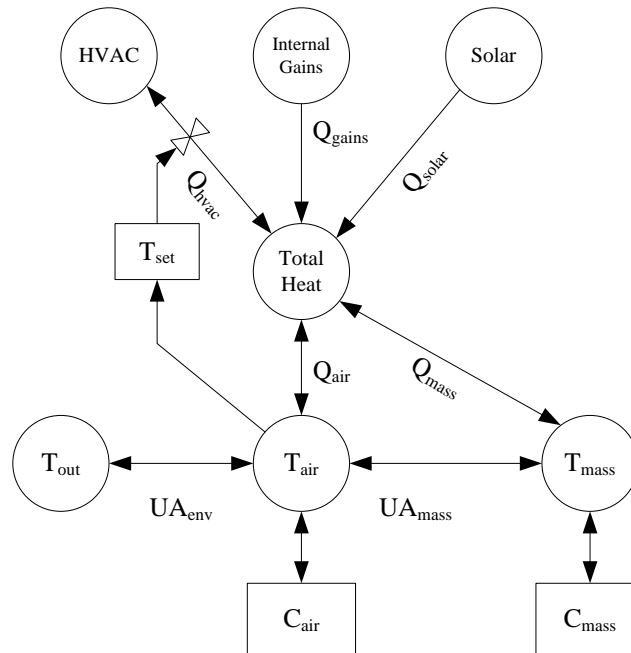 HVAC
Internal
Gains
Solar
Q_gains
Q_solar
Q_hvac
T_set
Total
Heat
Q_air
Q_mass
T_out
T_air
T_mass
UA_env
UA_mass
C_air
C_mass